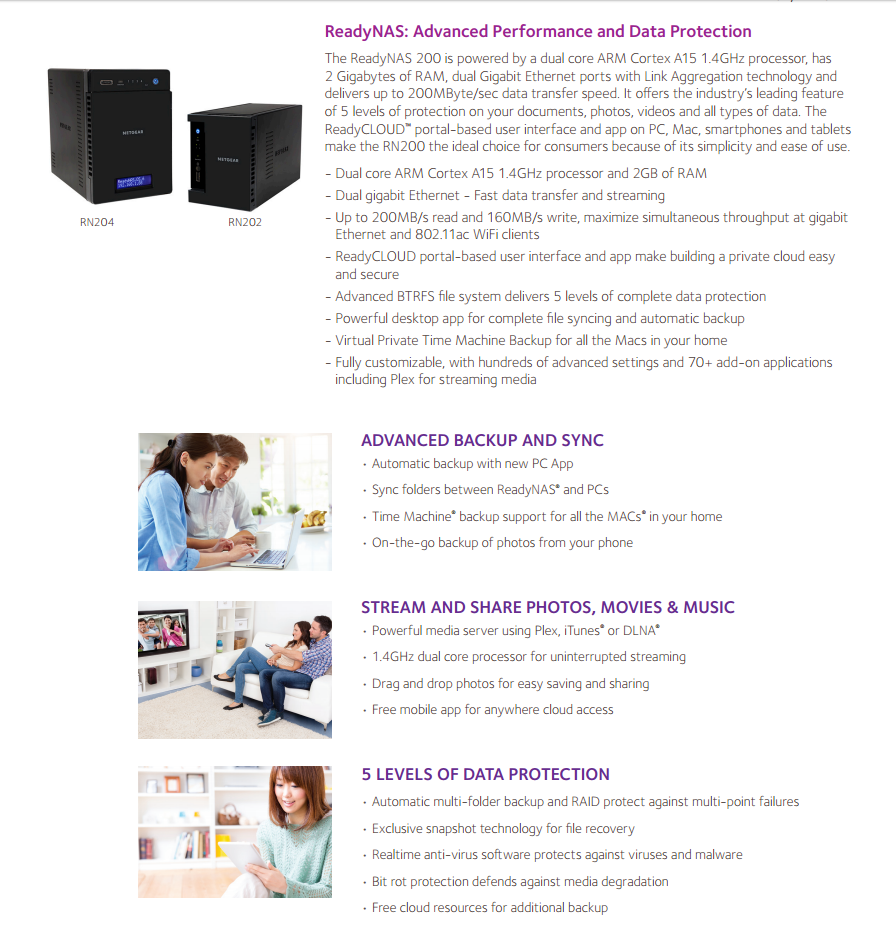 ReadyNAS: Advanced Performance and Data Protection
The ReadyNAS 200 is powered by a dual core ARM Cortex A15 1.4GHz processor, has
2 Gigabytes of RAM, dual Gigabit Ethernet ports with Link Aggregation technology and
delivers up to 200MByte/sec data transfer speed. It offers the industry's leading feature
of 5 levels of protection on your documents, photos, videos and all types of data. The
ReadyCLOUD™ portal-based user interface and app on PC, Mac, smartphones and tablets
make the RN200 the ideal choice for consumers because of its simplicity and ease of use.
NETGEAR
NETGEAR
RN204
RN202
- Dual core ARM Cortex A15 1.4GHz processor and 2GB of RAM
- Dual gigabit Ethernet - Fast data transfer and streaming
- Up to 200MB/s read and 160MB/s write, maximize simultaneous throughput at gigabit
Ethernet and 802.11ac WiFi clients
- ReadyCLOUD portal-based user interface and app make building a private cloud easy
and secure
- Advanced BTRFS file system delivers 5 levels of complete data protection
- Powerful desktop app for complete file syncing and automatic backup
- Virtual Private Time Machine Backup for all the Macs in your home
- Fully customizable, with hundreds of advanced settings and 70+ add-on applications
including Plex for streaming media
ADVANCED BACKUP AND SYNC
• Automatic backup with new PC App
• Sync folders between ReadyNAS® and PCs
• Time Machine® backup support for all the MACs® in your home
• On-the-go backup of photos from your phone
STREAM AND SHARE PHOTOS, MOVIES & MUSIC
• Powerful media server using Plex, iTunes® or DLNA®
• 1.4GHz dual core processor for uninterrupted streaming
• Drag and drop photos for easy saving and sharing
• Free mobile app for anywhere cloud access
5 LEVELS OF DATA PROTECTION
• Automatic multi-folder backup and RAID protect against multi-point failures
• Exclusive snapshot technology for file recovery
• Realtime anti-virus software protects against viruses and malware
• Bit rot protection defends against media degradation
• Free cloud resources for additional backup